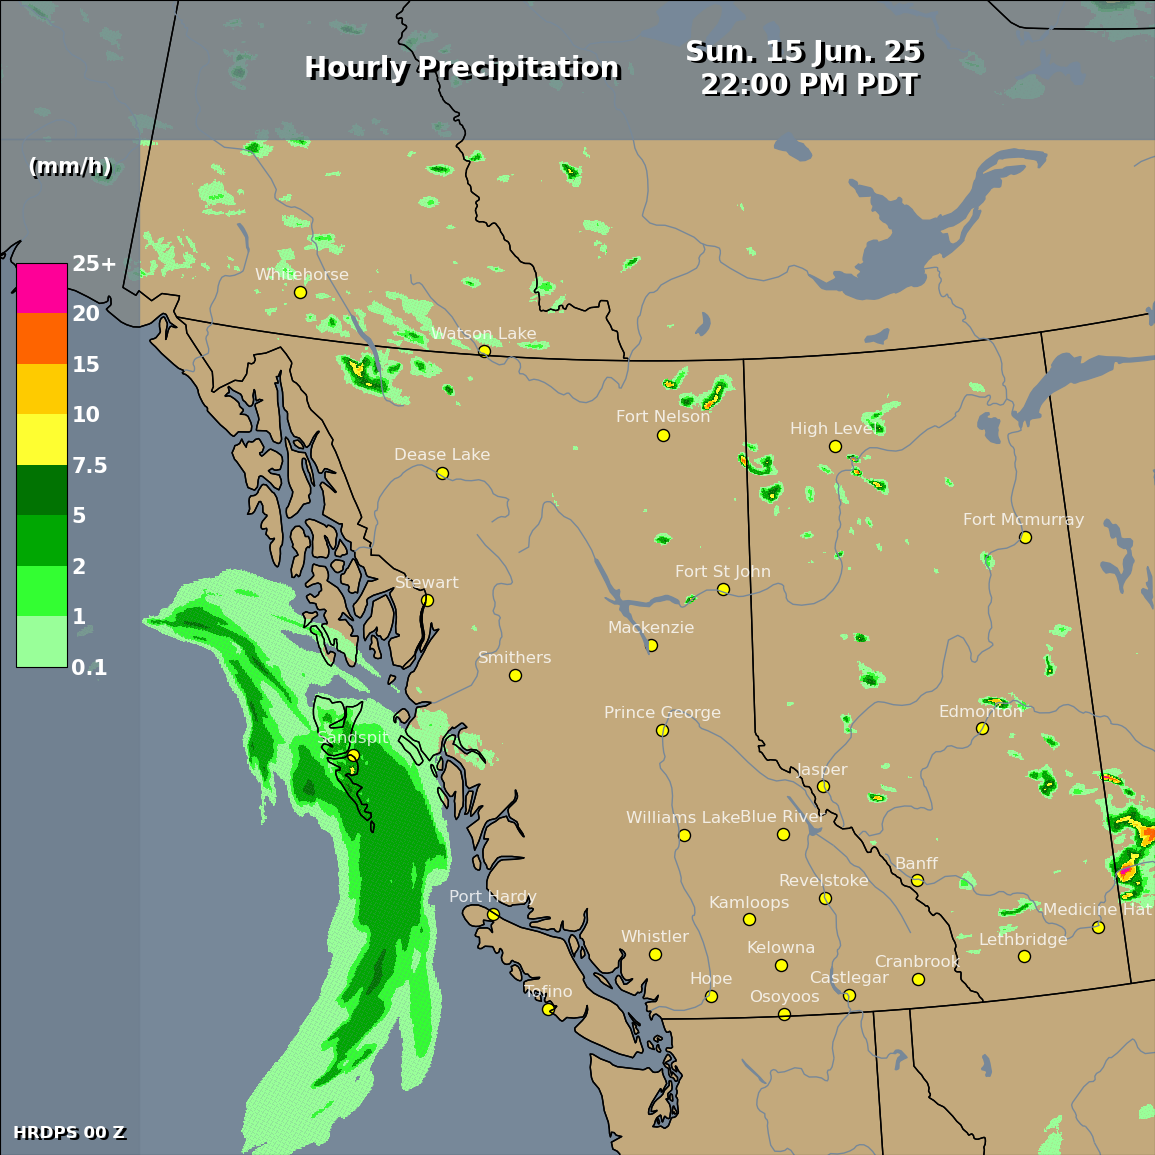 Hourly Precipitation
Sun. 15 Jun. 25
22:00 PM PDT
(mm/h)
25+
20
15
10
7.5
5
2
1
0.1
Whitehorse
Watson Lake
Fort Nelson
High Level
Dease Lake
Fort Mcmurray
Stewart
Fort St John
Mackenzie
Smithers
Prince George
Edmonton
Sandspit
Jasper
Williams Lake
Blue River
Banff
Revelstoke
Port Hardy
Kamloops
Medicine Hat
Whistler
Kelowna
Lethbridge
Cranbrook
Hope
Castlegar
Tofino
Osoyoos
HRDPS 00 Z